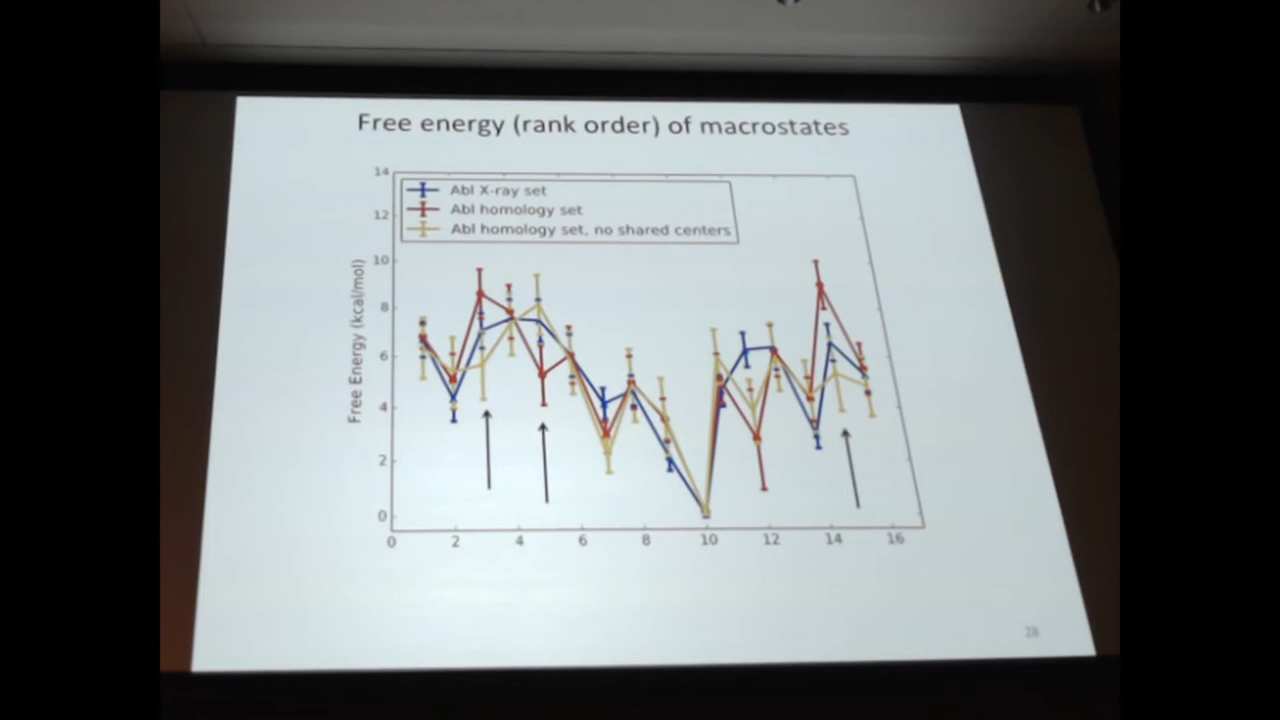 Free energy (rank order) of macrostates
14
Abl X-ray set
Abl homology set
12
Abl homology set, no shared centers
10
8
6
4
2
0
Free Energy (kcal/mol)
0 2 4 6 8 10 12 14 16
28